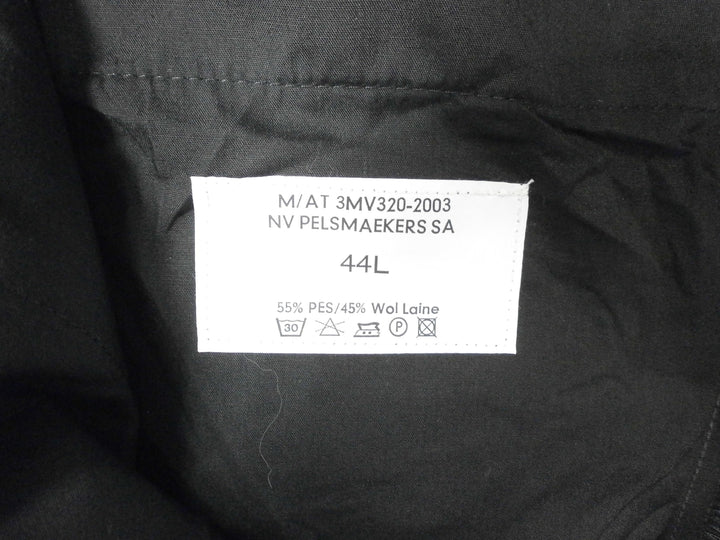 M/AT 3MV320-2003
NV PELSMAEKERS SA
44L
55% PES/45% Wol Laine
30 P